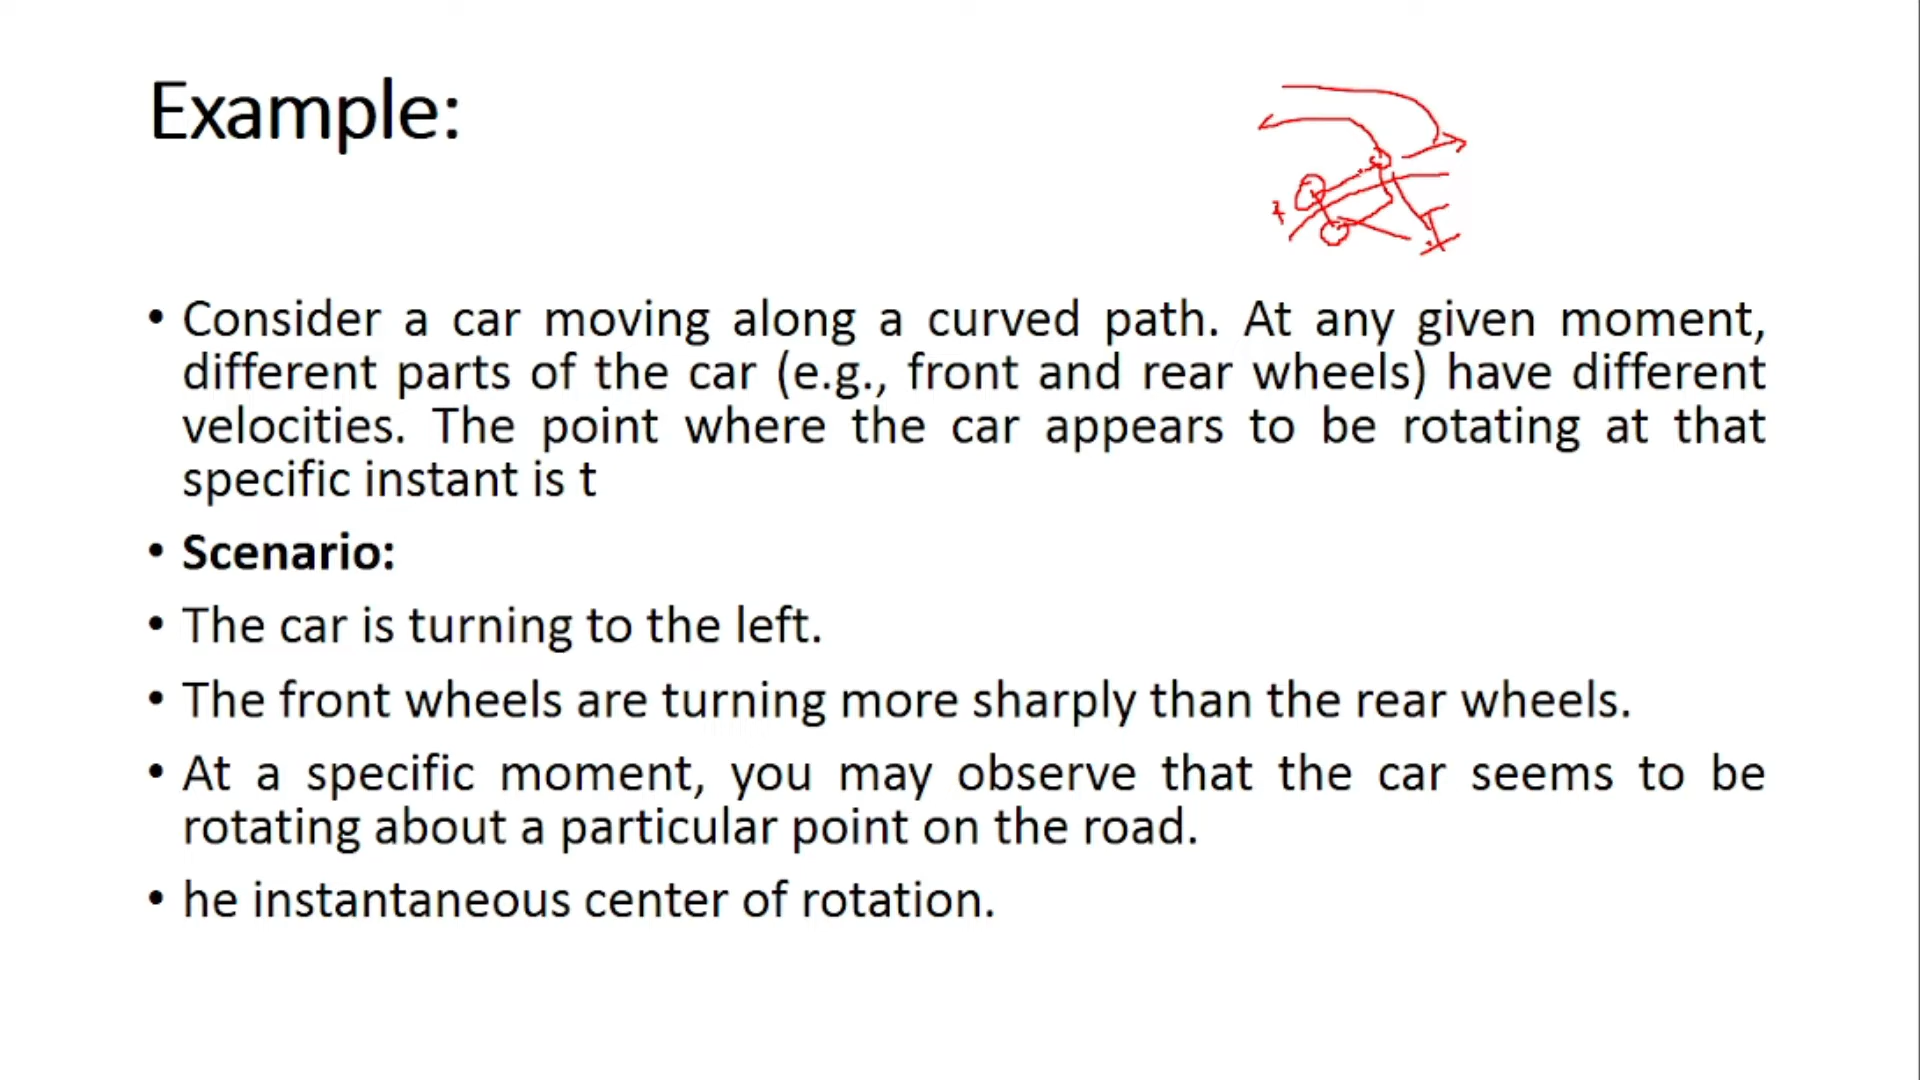 Example:
• Consider a car moving along a curved path. At any given moment,
different parts of the car (e.g., front and rear wheels) have different
velocities. The point where the car appears to be rotating at that
specific instant is t
• Scenario:
• The car is turning to the left.
• The front wheels are turning more sharply than the rear wheels.
• At a specific moment, you may observe that the car seems to be
rotating about a particular point on the road.
• he instantaneous center of rotation.